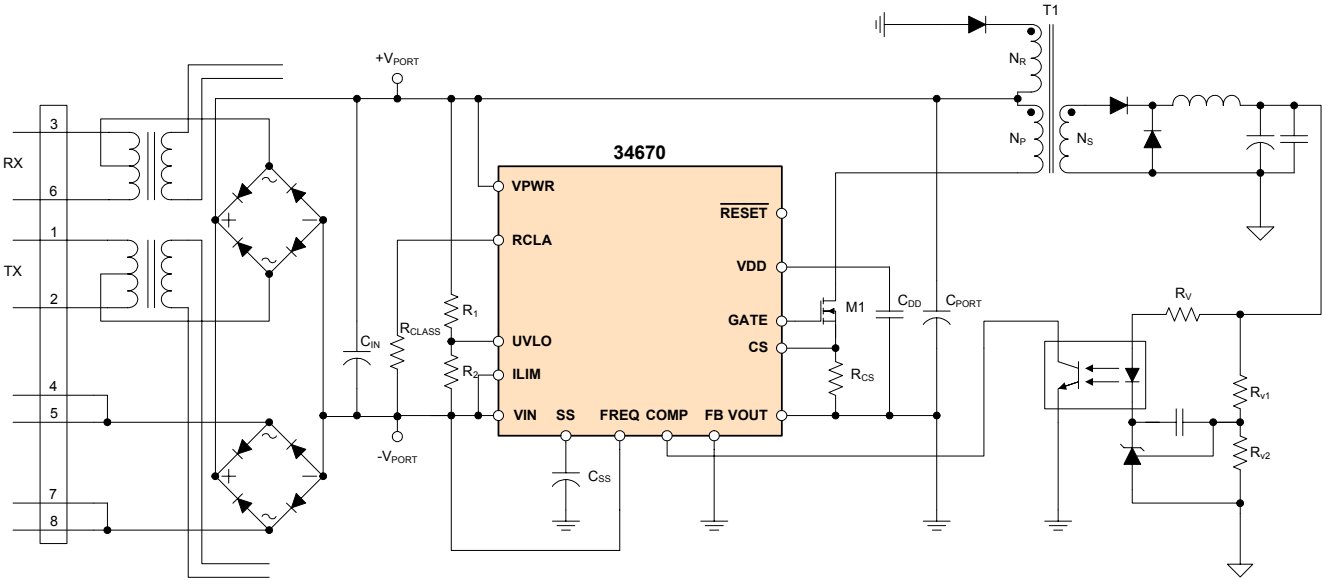 T1
+VPORT
NR
3
RX
6
NP
NS
34670
VPWR
RESET
RCLA
1
TX
2
VDD
RV
R1
GATE
M1
CDD
CPORT
RCLASS
CIN
UVLO
CS
R2
ILIM
RCS
4
5
VIN
SS
FREQ
COMP
FB
VOUT
Rv1
-VPORT
Rv2
CSS
7
8
+
~
~
+
~
~